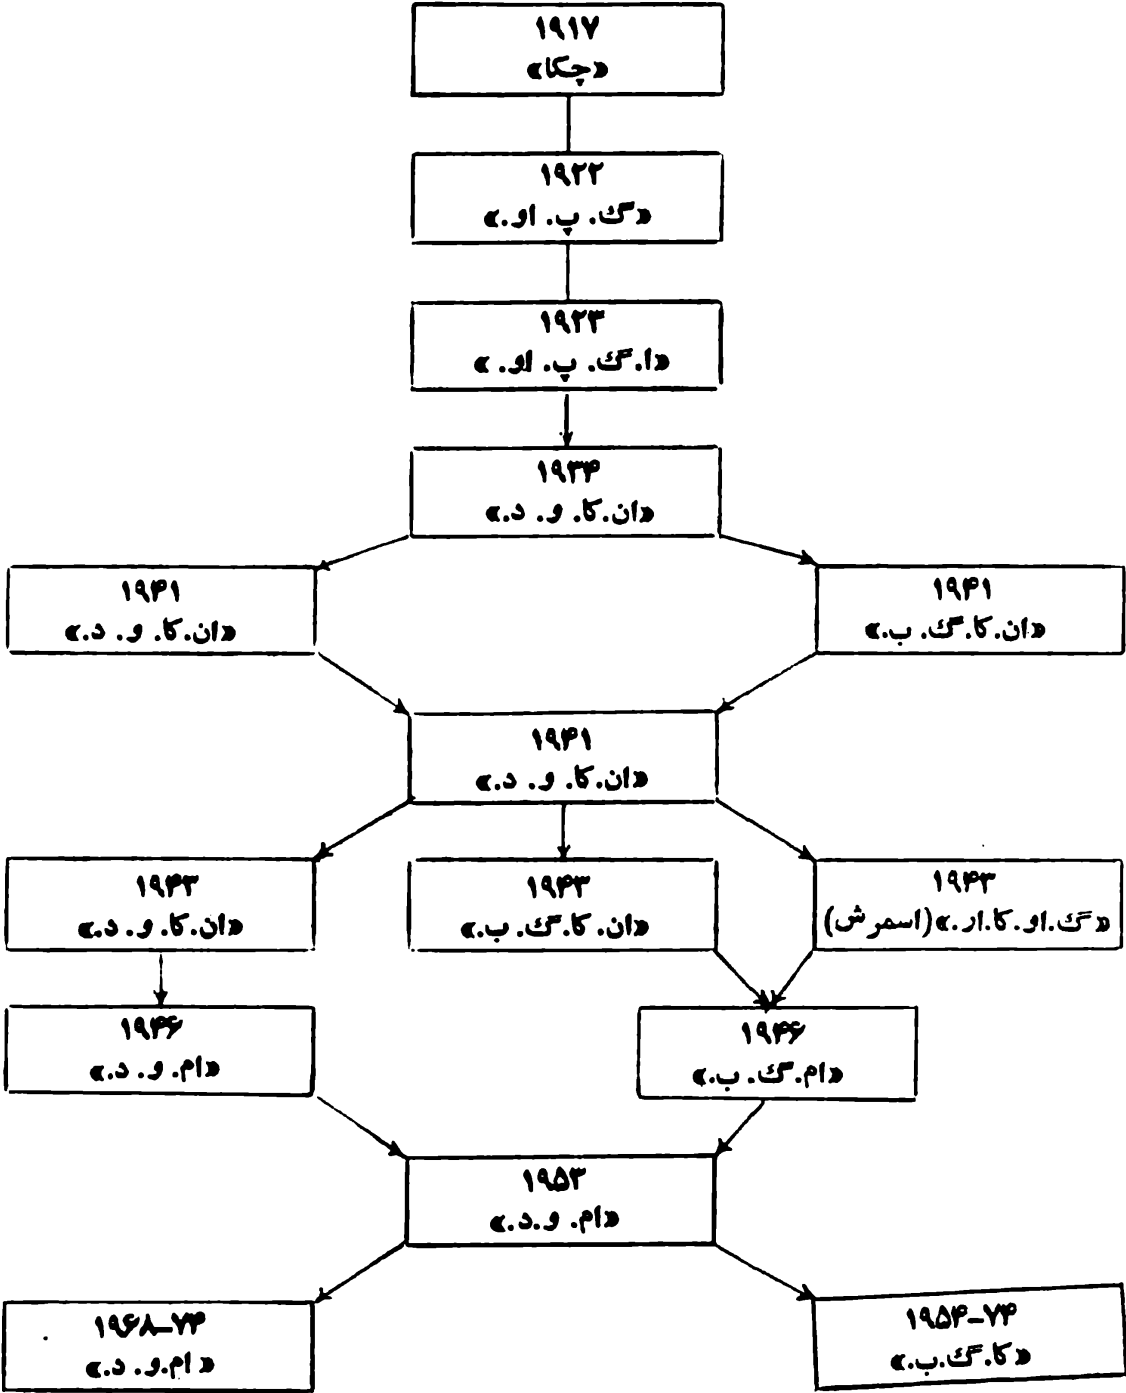 ۱۹۱۷
«چکا»
۱۹۲۲
«گ. پ. او.»
۱۹۲۳
«ا.گ. پ. او. »
۱۹۳۴
«ان.کا. و. د.»
۱۹۴۱
«ان.کا.گ. ب.»
۱۹۴۱
«ان.کا. و. د.»
۱۹۴۱
«ان.کا. و. د.»
۱۹۴۳
«گ.او.کا.ار.»(اسمرش)
۱۹۴۳
«ان.کا.گ. ب.»
۱۹۴۳
«ان.کا. و. د.»
۱۹۴۶
«ام.گ. ب.»
۱۹۴۶
«ام. و. د.»
۱۹۵۳
«ام. و.د.»
۱۹۵۴-۷۴
«کا.گ.ب.»
۱۹۶۸-۷۴
« ام.و. د.»